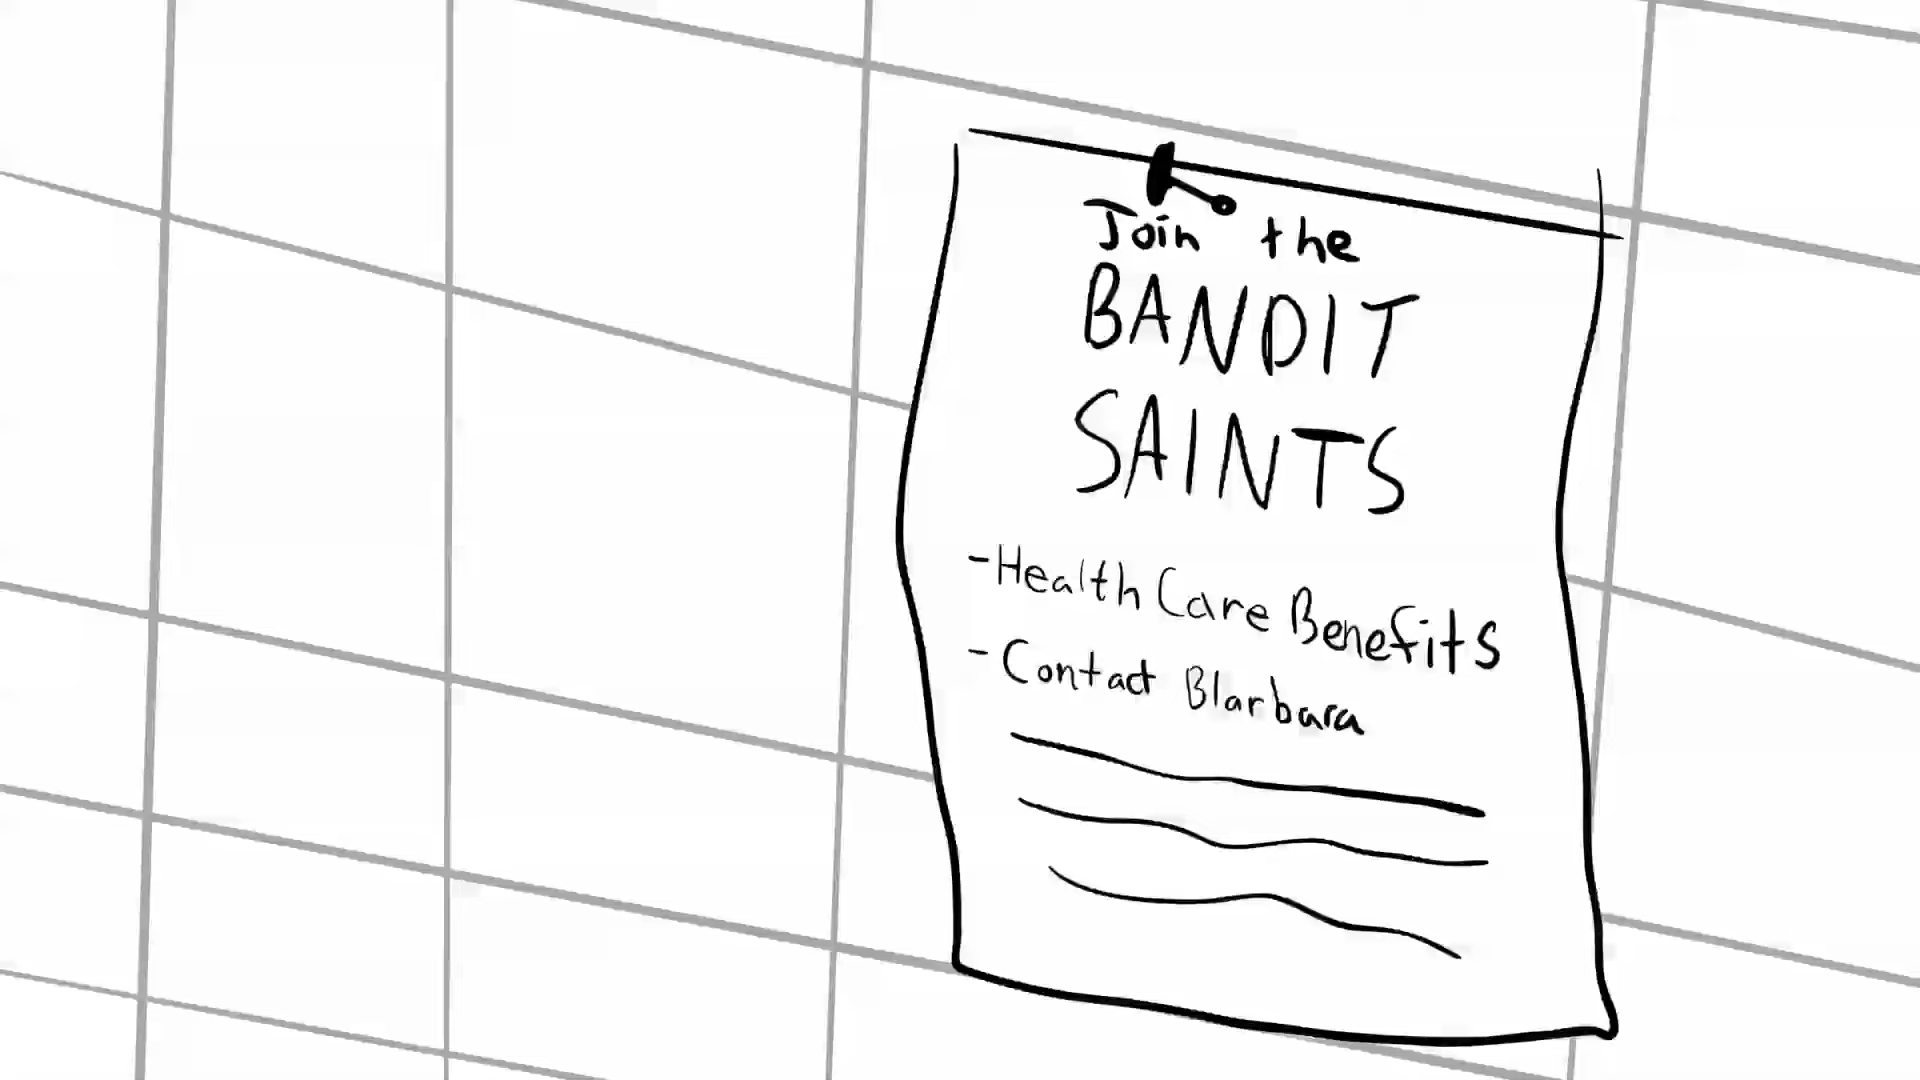 Join the
BANDIT
SAINTS
-Health Care Benefits
- Contact Blarbara